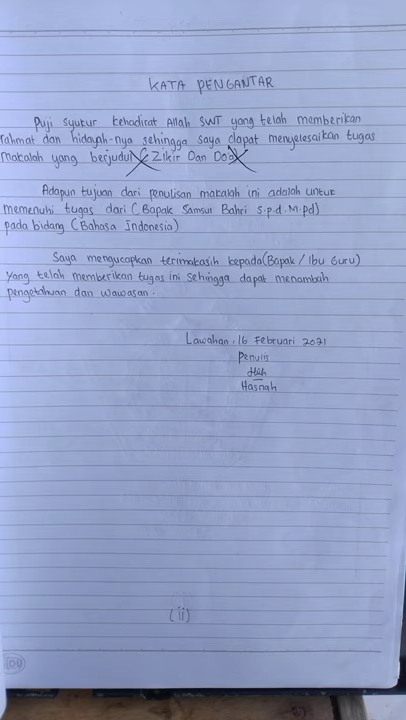 KATA PENGANTAR
Puji syukur kehadirat Allah SWT yang telah memberikan
rahmat dan hidayah-nya sehingga saya dapat menyelesaikan tugas
makalah yang berjudul ( Zikir Dan Doa )
Adapun tujuan dari penulisan makalah ini adalah untuk
memenuhi tugas dari ( Bapak Samsul Bahri S.pd.M.pd)
pada bidang ( Bahasa Indonesia)
Saya mengucapkan terimakasih kepada (Bapak / Ibu Guru)
yang telah memberikan tugas ini sehingga dapat menambah
pengetahuan dan wawasan.
Lawahan, 16 Februari 2021
Penulis
Hasnah
(ii)